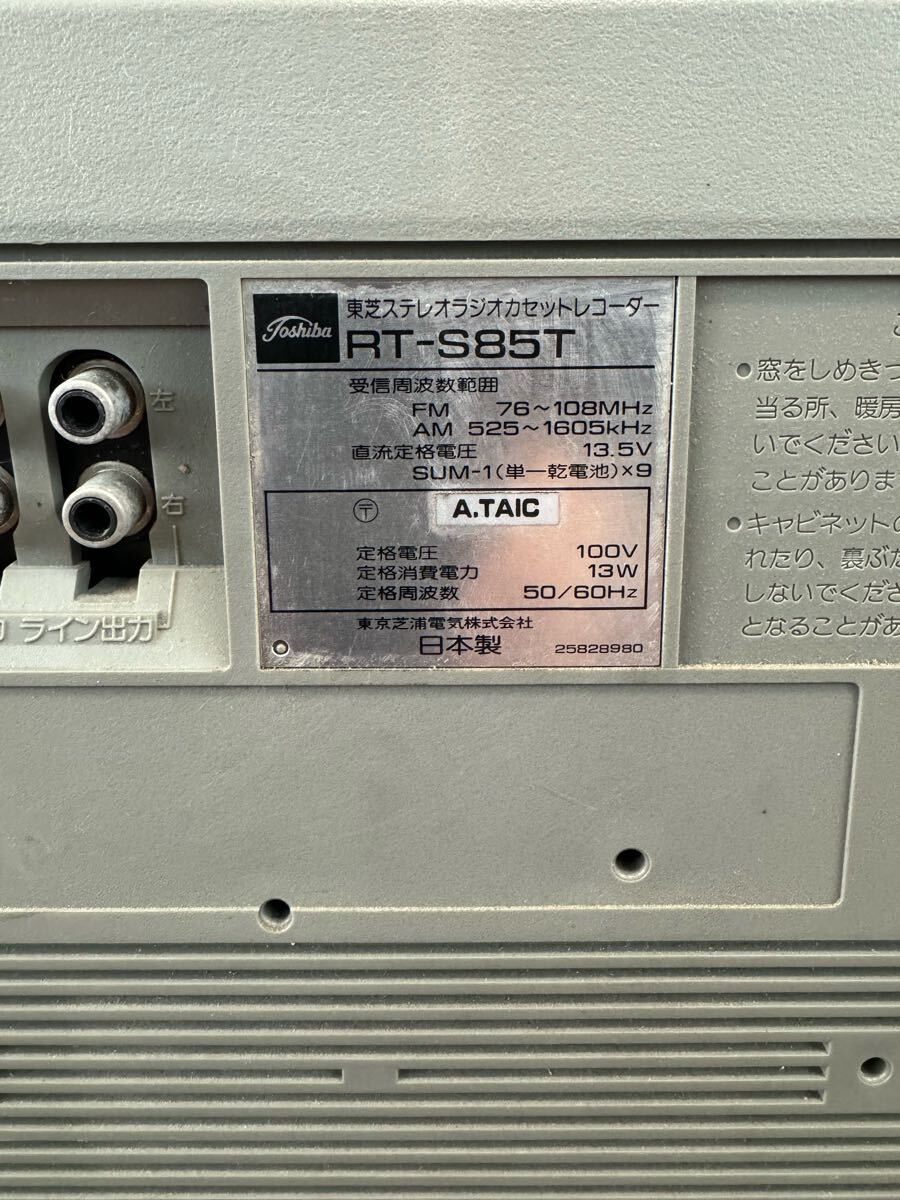 Toshiba
東芝ステレオラジオカセットレコーダー
RT-S85T
受信周波数範囲
FM 76~108MHz
AM 525~1605kHz
直流定格電圧 13.5V
SUM-1(単一乾電池)×9
〶 A.TAIC
定格電圧 100V
定格消費電力 13W
定格周波数 50/60Hz
東京芝浦電気株式会社
日本製 25828980
左
右
ライン出力
●窓をしめきっ
当る所、暖房
いでください
ことがありま
●キャビネットの
れたり、裏ぶた
しないでくださ
となることがあ